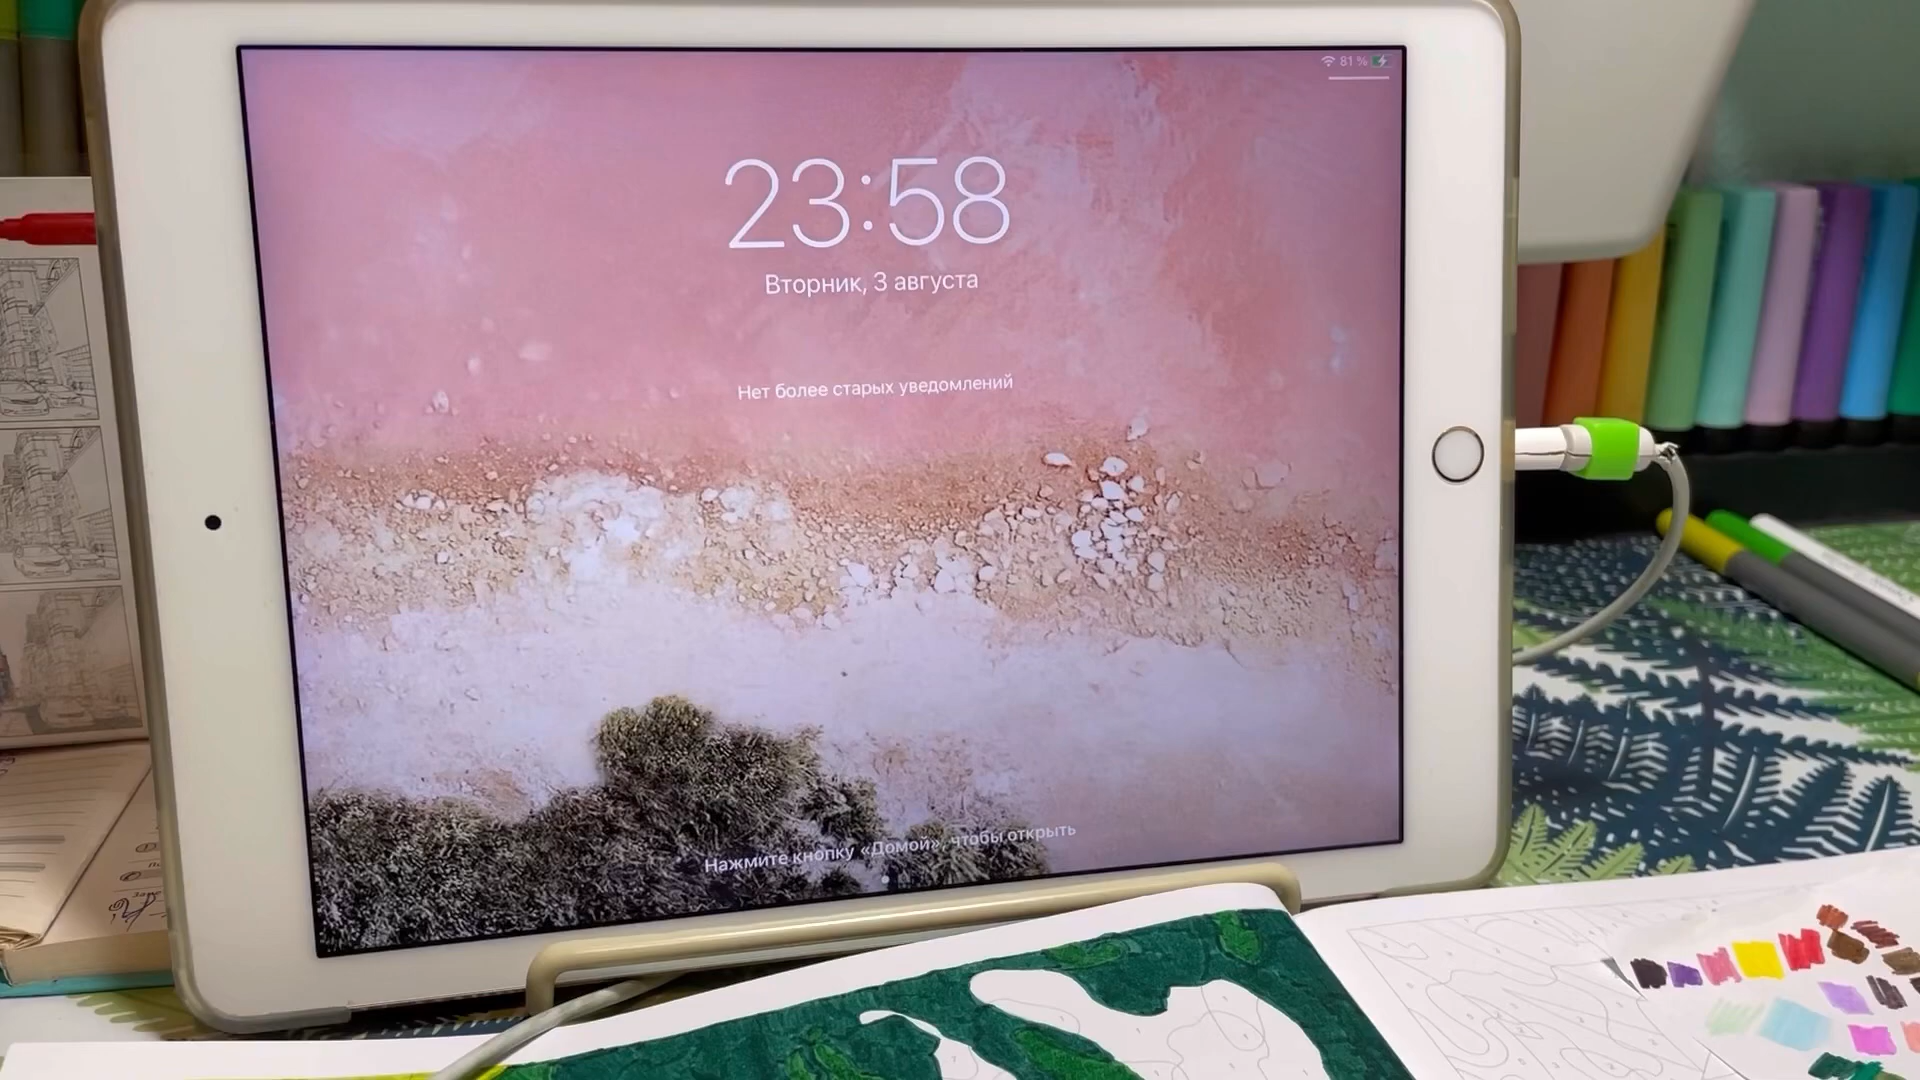 81 %
23:58
Вторник, 3 августа
Нет более старых уведомлений
Нажмите кнопку «Домой», чтобы открыть